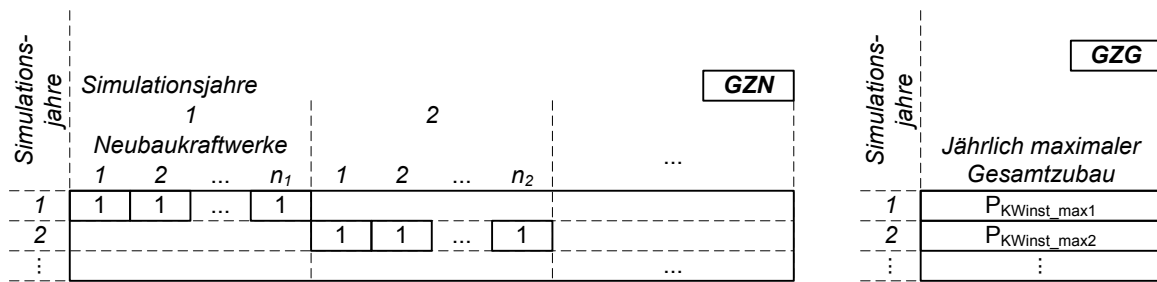 Simulations-
jahre
Simulationsjahre
GZN
1 2
Neubaukraftwerke ...
1 2 ... n1 1 2 ... n2
1 1 1 ... 1
2 1 1 ... 1
⋮ ...
Simulations-
jahre
GZG
Jährlich maximaler
Gesamtzubau
1 PKWinst_max1
2 PKWinst_max2
⋮ ⋮